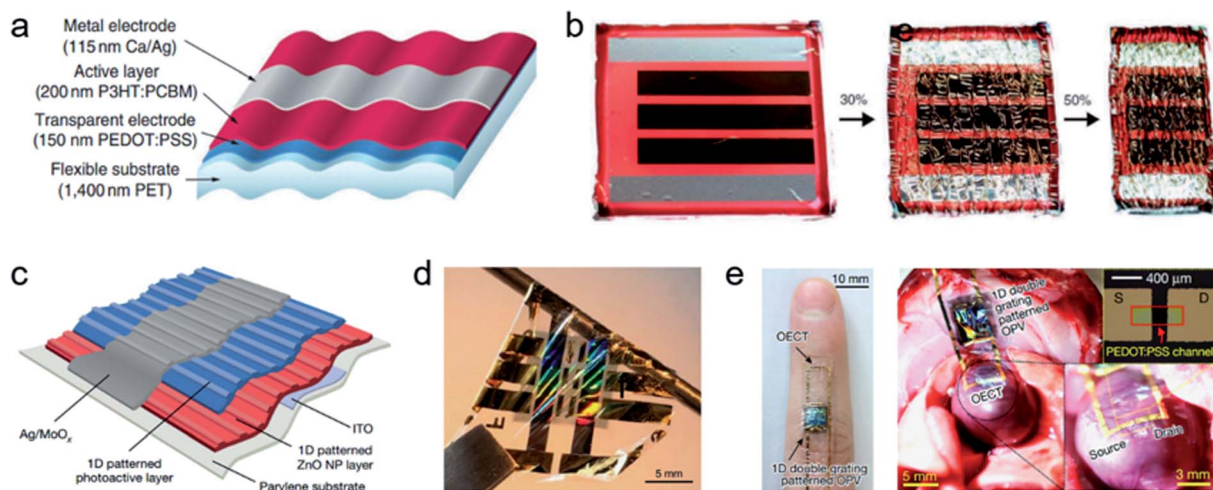 a
Metal electrode
(115 nm Ca/Ag)
Active layer
(200 nm P3HT:PCBM)
Transparent electrode
(150 nm PEDOT:PSS)
Flexible substrate
(1,400 nm PET)
b
30%
e
50%
c
Ag/MoOₓ
1D patterned
photoactive layer
ITO
1D patterned
ZnO NP layer
Parylene substrate
d
5 mm
e
10 mm
OECT
1D double-grating
patterned OPV
1D double
grating
patterned
OPV
OECT
5 mm
400 µm
S
D
PEDOT:PSS channel
Source
Drain
3 mm